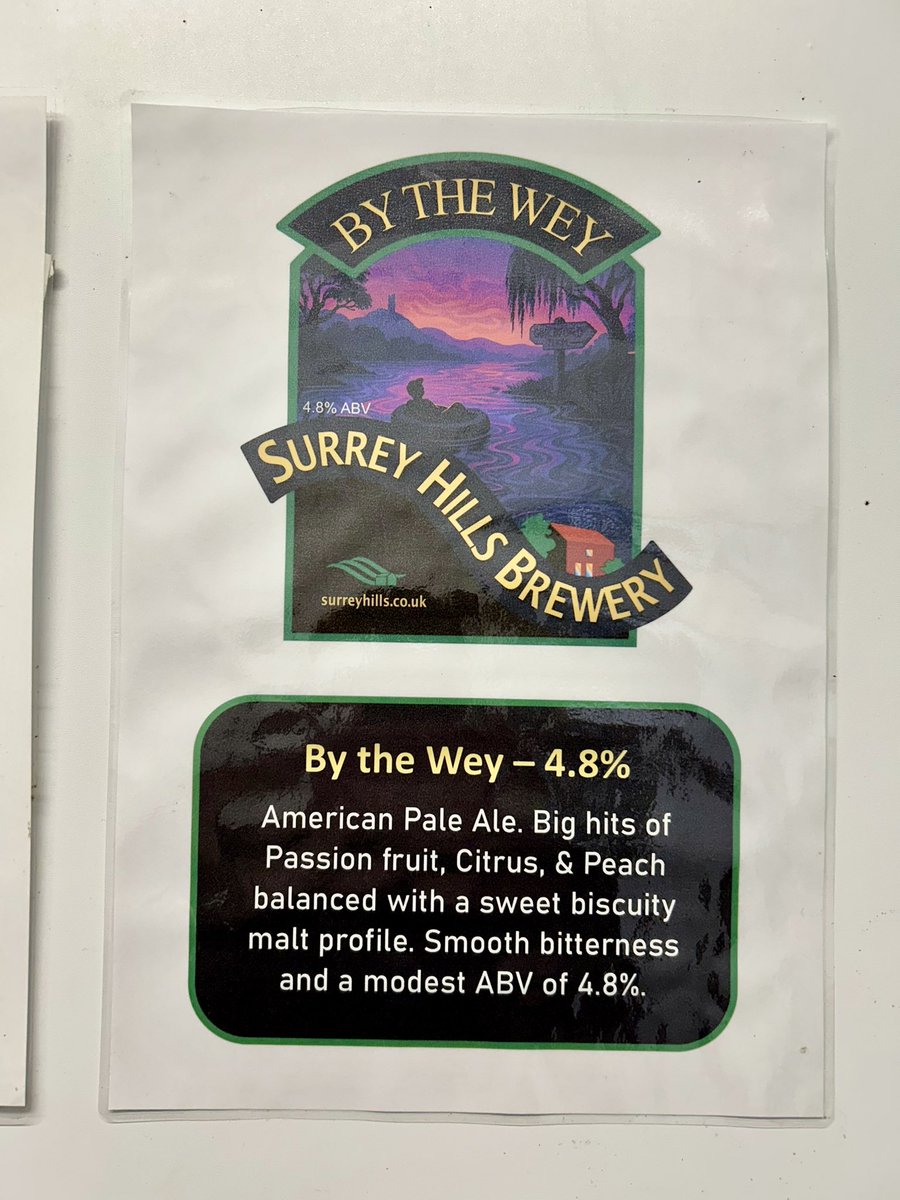 BY THE WEY
4.8% ABV
SURREY HILLS BREWERY
surreyhills.co.uk
By the Wey – 4.8%
American Pale Ale. Big hits of
Passion fruit, Citrus, & Peach
balanced with a sweet biscuity
malt profile. Smooth bitterness
and a modest ABV of 4.8%.